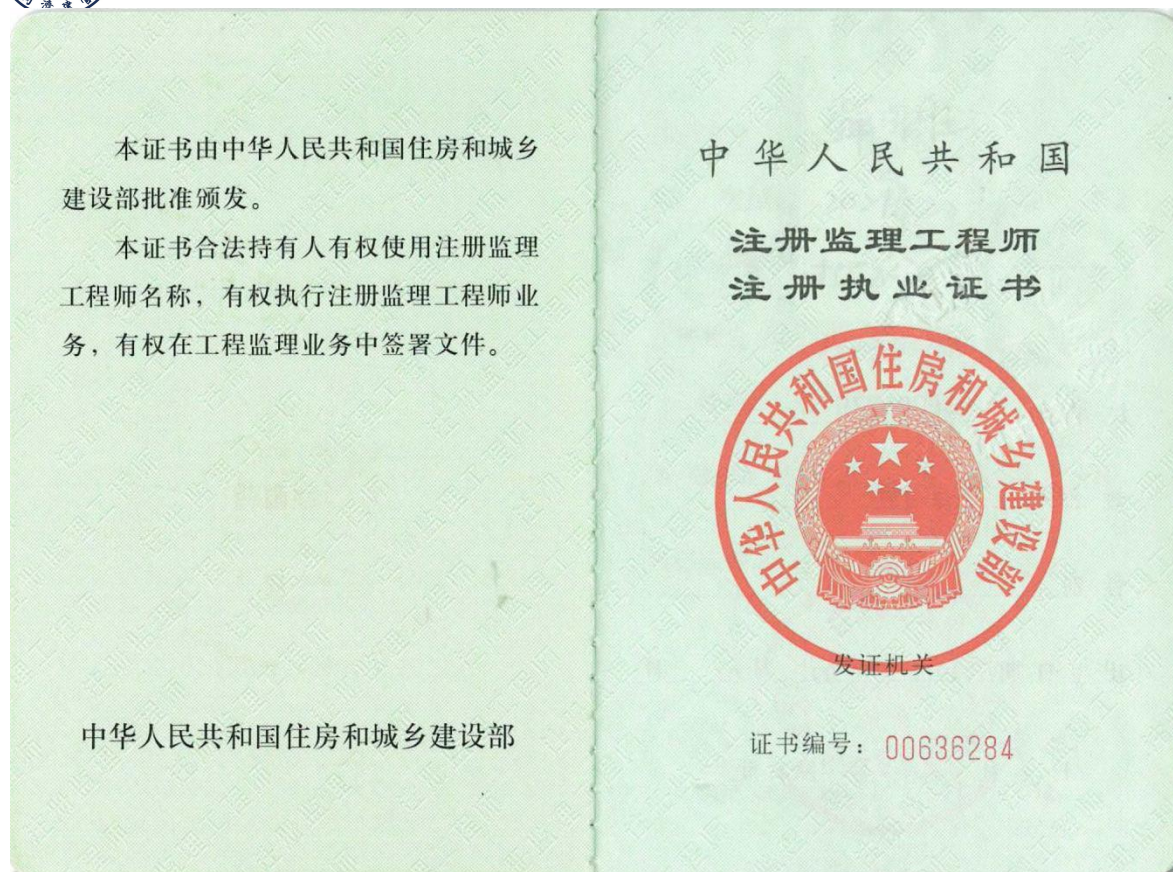 本证书由中华人民共和国住房和城乡
建设部批准颁发。
本证书合法持有人有权使用注册监理
工程师名称，有权执行注册监理工程师业
务，有权在工程监理业务中签署文件。
中华人民共和国住房和城乡建设部
中华人民共和国
注册监理工程师
注册执业证书
中华人民共和国住房和城乡建设部
发证机关
证书编号：00636284